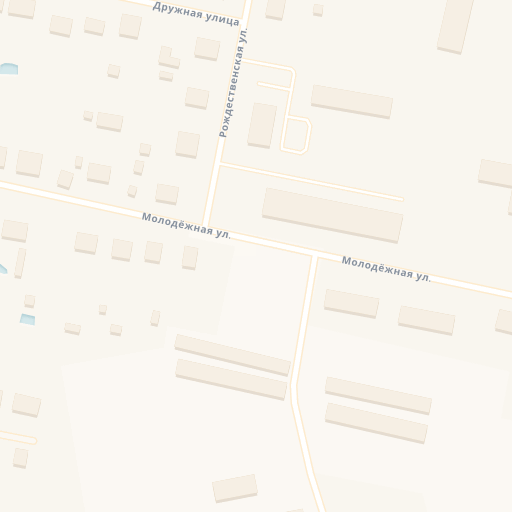 Дружная улица
Рождественская ул.
Молодёжная ул.
Молодёжная ул.